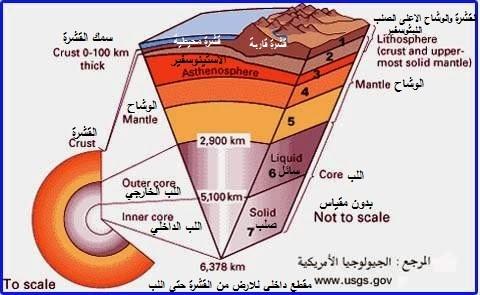 القشرة والوشاح الاعلى الصلب
الليثوسفير
Lithosphere
(crust and upper-
most solid mantle)
سمك القشرة
Crust 0-100 km
thick
قشرة محيطية
قشرة قارية
1
2
الاستينوسفير
Asthenosphere
3
4
Mantle
الوشاح
الوشاح
Mantle
5
القشرة
Crust
2,900 km
Liquid
سائل 6
Core
اللب
Outer core
اللب الخارجي
5,100 km
Inner core
اللب الداخلي
Solid
صلب
7
بدون مقياس
Not to scale
6,378 km
المرجع : الجيولوجيا الأمريكية
www.usgs.gov
To scale
مقطع داخلي للارض من القشرة حتى اللب